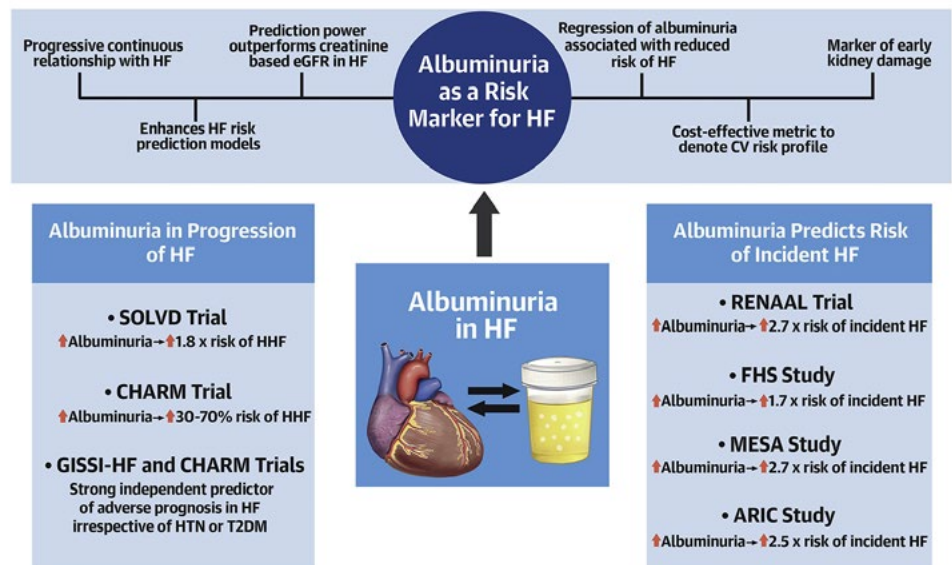 Progressive continuous
relationship with HF
Prediction power
outperforms creatinine
based eGFR in HF
Enhances HF risk
prediction models
Albuminuria
as a Risk
Marker for HF
Regression of albuminuria
associated with reduced
risk of HF
Marker of early
kidney damage
Cost-effective metric to
denote CV risk profile
Albuminuria in Progression
of HF
• SOLVD Trial
⬆Albuminuria→⬆1.8 x risk of HHF
• CHARM Trial
⬆Albuminuria→⬆30-70% risk of HHF
• GISSI-HF and CHARM Trials
Strong independent predictor
of adverse prognosis in HF
irrespective of HTN or T2DM
Albuminuria
in HF
Albuminuria Predicts Risk
of Incident HF
• RENAAL Trial
⬆Albuminuria→⬆2.7 x risk of incident HF
• FHS Study
⬆Albuminuria→⬆1.7 x risk of incident HF
• MESA Study
⬆Albuminuria→⬆2.7 x risk of incident HF
• ARIC Study
⬆Albuminuria→⬆2.5 x risk of incident HF